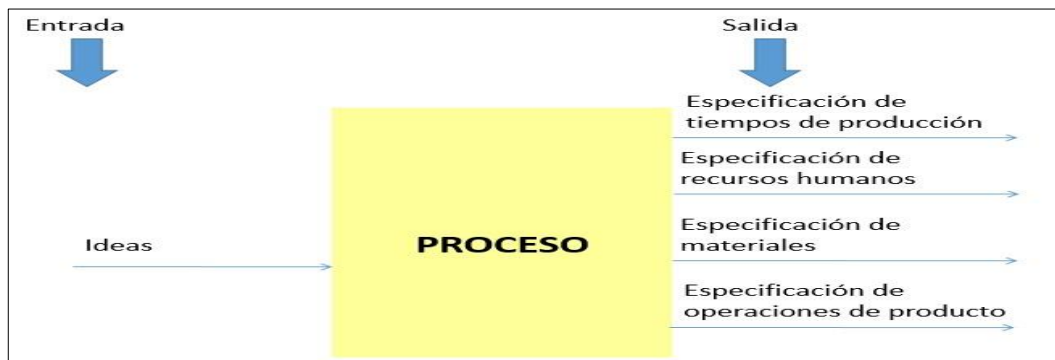 Entrada
Salida
Especificación de
tiempos de producción
Especificación de
recursos humanos
Ideas
PROCESO
Especificación de
materiales
Especificación de
operaciones de producto